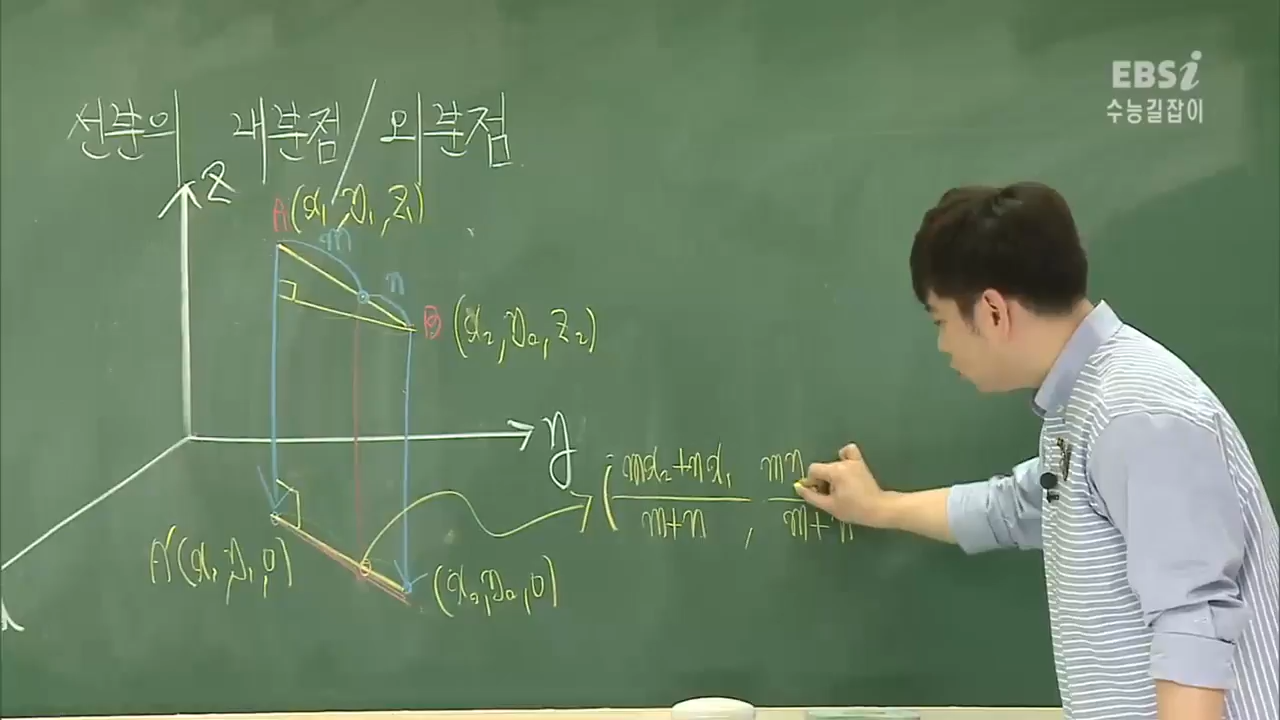 EBSi
수능길잡이
선분의 내분점 / 외분점
z
A(x₁, y₁, z₁)
m
n
B (x₂, y₂, z₂)
y
(mx₂+nx₁ / m+n , my / m+n
A′(x₁, y₁, 0)
(x₂, y₂, 0)
x